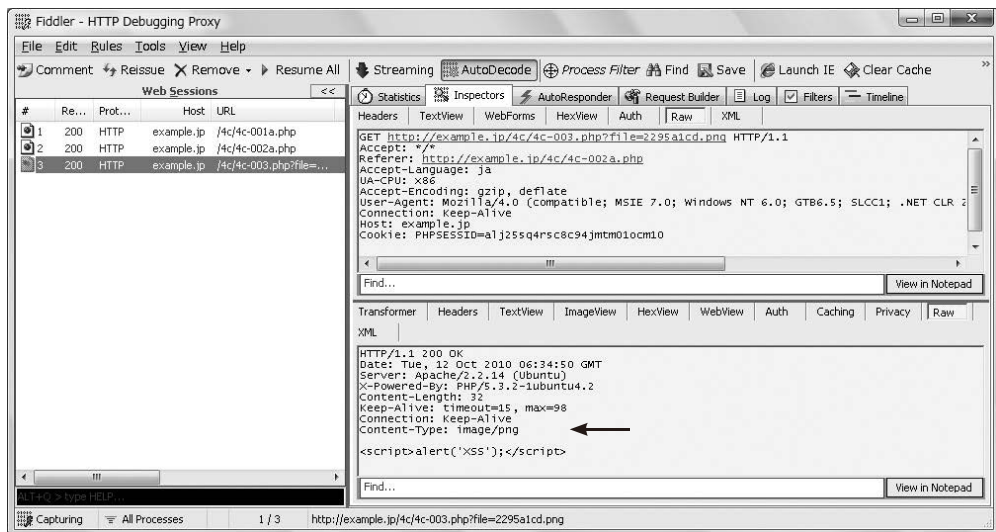 Fiddler - HTTP Debugging Proxy
File Edit Rules Tools View Help
Comment Reissue Remove Resume All Streaming AutoDecode Process Filter Find Save Launch IE Clear Cache »
Web Sessions <<
# Re... Prot... Host URL
1 200 HTTP example.jp /4c/4c-001a.php
2 200 HTTP example.jp /4c/4c-002a.php
3 200 HTTP example.jp /4c/4c-003.php?file=...
Statistics Inspectors AutoResponder Request Builder Log Filters Timeline
Headers TextView WebForms HexView Auth Raw XML
GET http://example.jp/4c/4c-003.php?file=2295a1cd.png HTTP/1.1
Accept: */*
Referer: http://example.jp/4c/4c-002a.php
Accept-Language: ja
UA-CPU: x86
Accept-Encoding: gzip, deflate
User-Agent: Mozilla/4.0 (compatible; MSIE 7.0; Windows NT 6.0; GTB6.5; SLCC1; .NET CLR 2
Connection: Keep-Alive
Host: example.jp
Cookie: PHPSESSID=alj25sq4rsc8c94jmtm01ocm10
Find... View in Notepad
Transformer Headers TextView ImageView HexView WebView Auth Caching Privacy Raw
XML
HTTP/1.1 200 OK
Date: Tue, 12 Oct 2010 06:34:50 GMT
Server: Apache/2.2.14 (Ubuntu)
X-Powered-By: PHP/5.3.2-1ubuntu4.2
Content-Length: 32
Keep-Alive: timeout=15, max=98
Connection: Keep-Alive
Content-Type: image/png
<script>alert('XSS');</script>
Find... View in Notepad
ALT+Q > type HELP...
Capturing All Processes 1 / 3 http://example.jp/4c/4c-003.php?file=2295a1cd.png